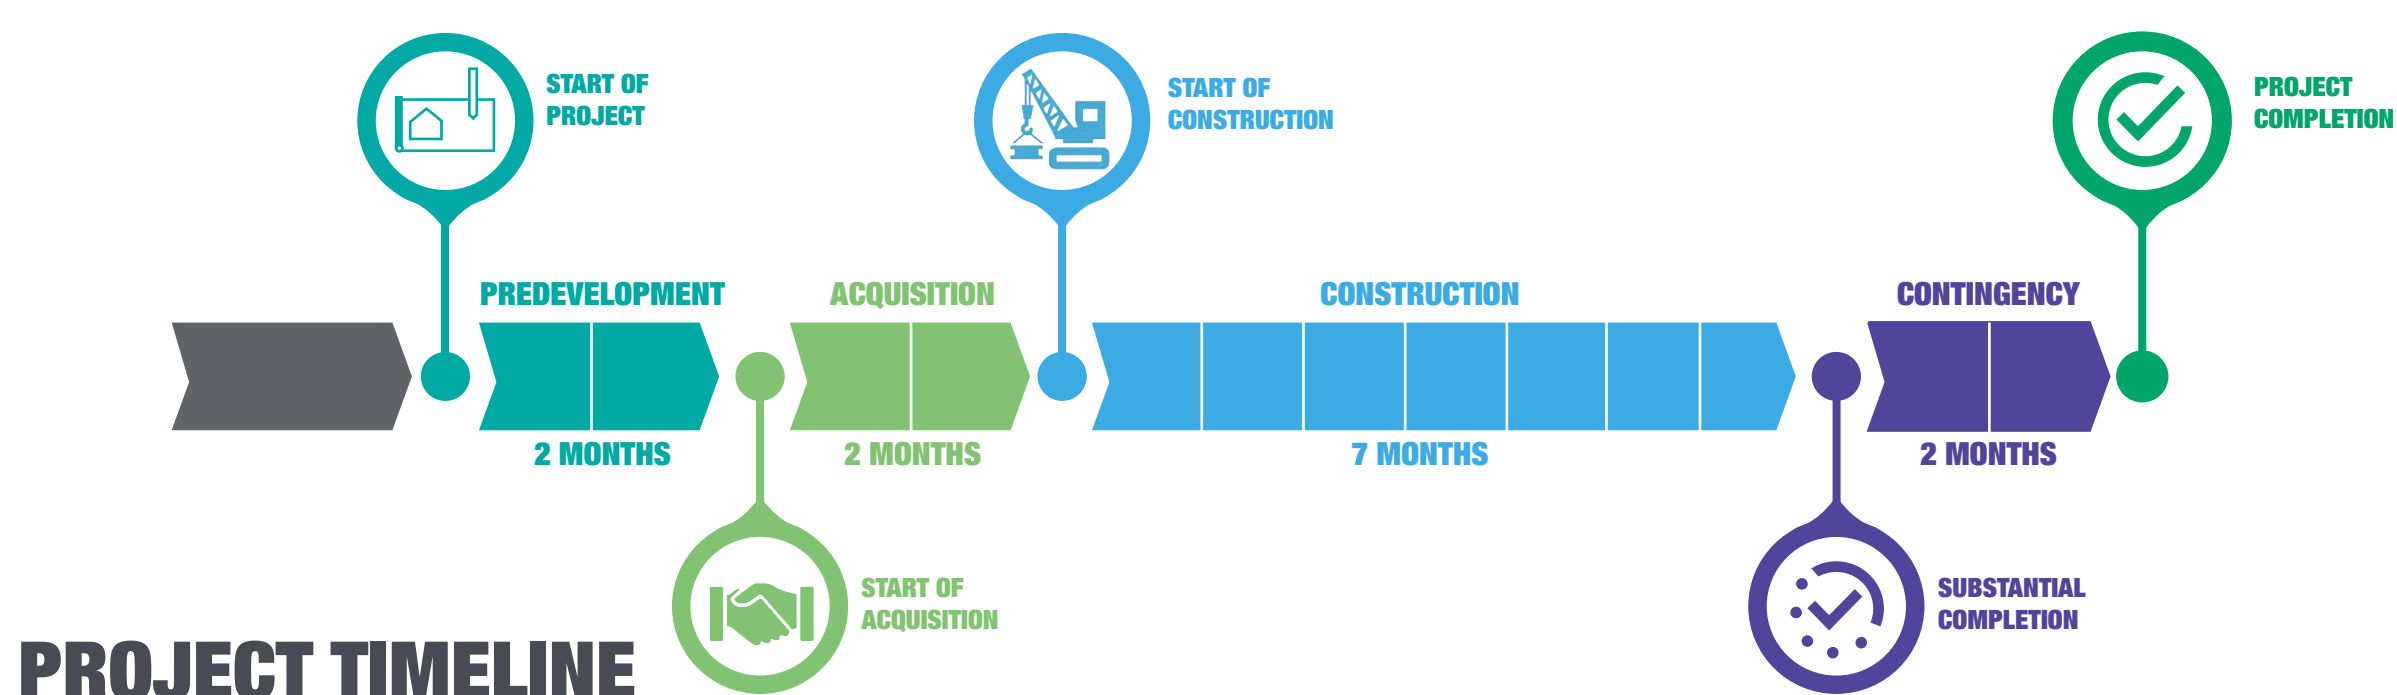 START OF
PROJECT
START OF
CONSTRUCTION
PROJECT
COMPLETION
PREDEVELOPMENT
ACQUISITION
CONSTRUCTION
CONTINGENCY
2 MONTHS
2 MONTHS
7 MONTHS
2 MONTHS
START OF
ACQUISITION
SUBSTANTIAL
COMPLETION
PROJECT TIMELINE